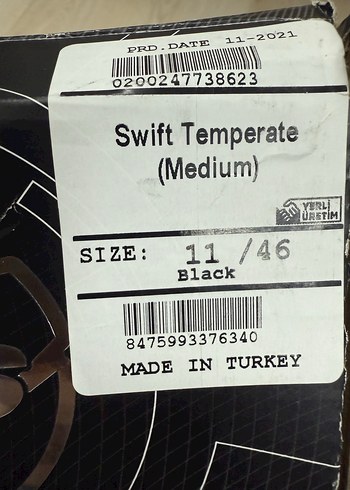 PRD.DATE 11-2021
0200247738623
Swift Temperate
(Medium)
YERLİ
ÜRETİM
SIZE: 11 /46
Black
8475993376340
MADE IN TURKEY